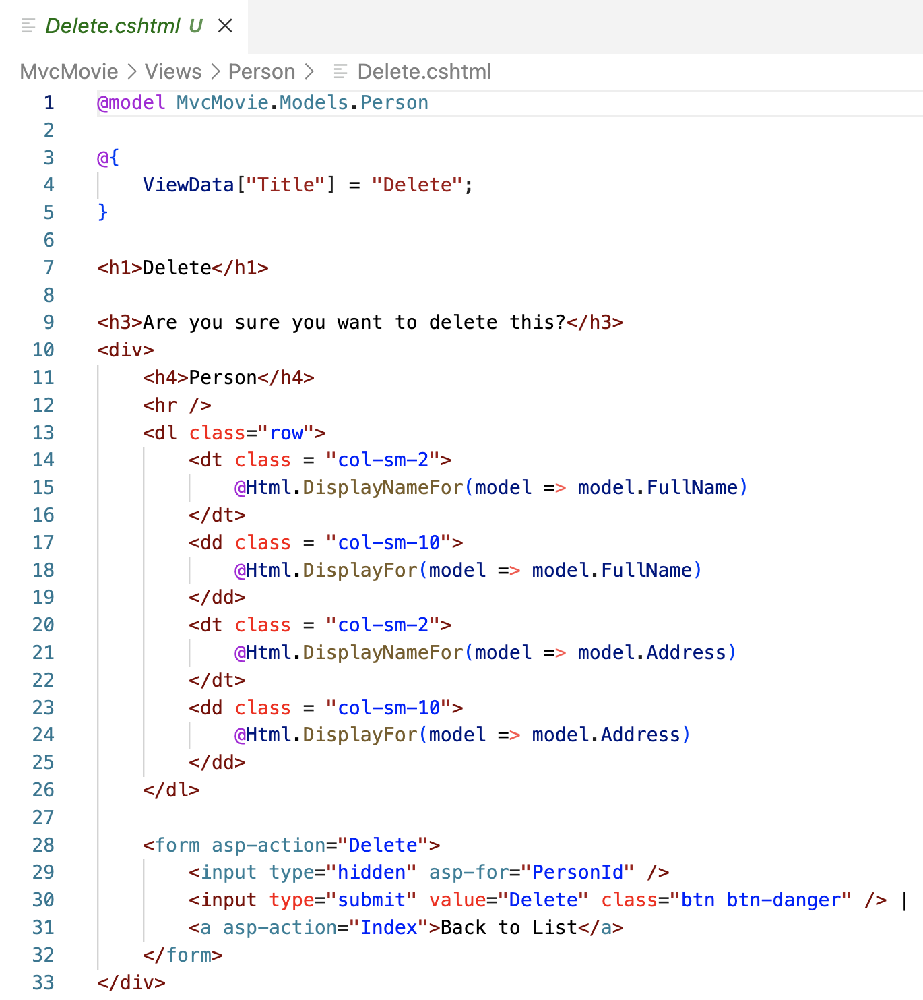 Delete.cshtml U
MvcMovie > Views > Person > Delete.cshtml
1 @model MvcMovie.Models.Person
2
3 @{
4     ViewData["Title"] = "Delete";
5 }
6
7 <h1>Delete</h1>
8
9 <h3>Are you sure you want to delete this?</h3>
10 <div>
11     <h4>Person</h4>
12     <hr />
13     <dl class="row">
14         <dt class = "col-sm-2">
15             @Html.DisplayNameFor(model => model.FullName)
16         </dt>
17         <dd class = "col-sm-10">
18             @Html.DisplayFor(model => model.FullName)
19         </dd>
20         <dt class = "col-sm-2">
21             @Html.DisplayNameFor(model => model.Address)
22         </dt>
23         <dd class = "col-sm-10">
24             @Html.DisplayFor(model => model.Address)
25         </dd>
26     </dl>
27
28     <form asp-action="Delete">
29         <input type="hidden" asp-for="PersonId" />
30         <input type="submit" value="Delete" class="btn btn-danger" /> |
31         <a asp-action="Index">Back to List</a>
32     </form>
33 </div>